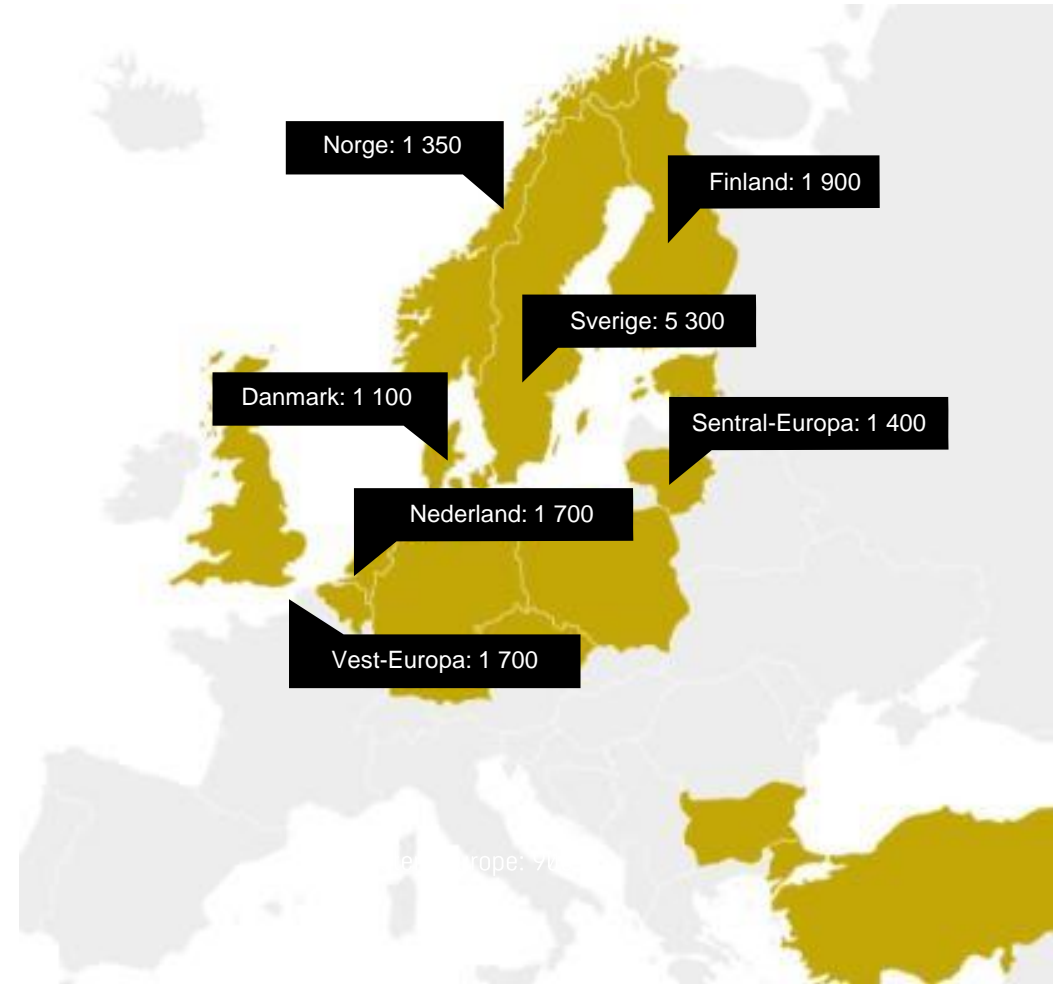 Norge: 1 350
Finland: 1 900
Sverige: 5 300
Danmark: 1 100
Sentral-Europa: 1 400
Nederland: 1 700
Vest-Europa: 1 700